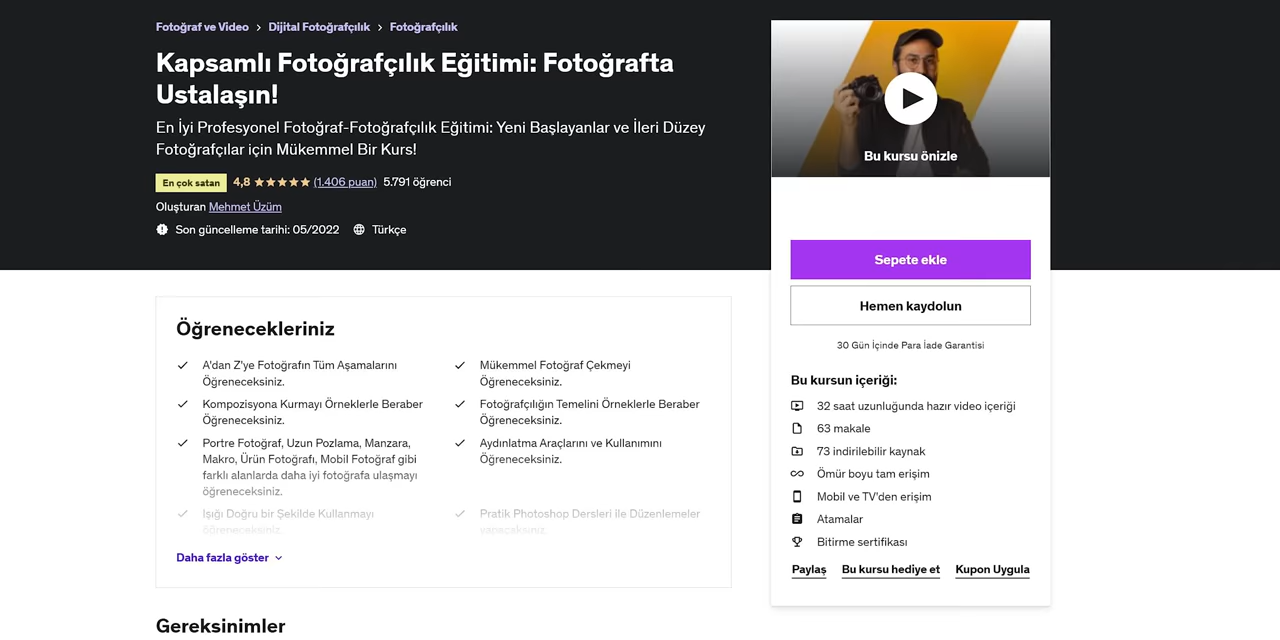 Fotoğraf ve Video > Dijital Fotoğrafçılık > Fotoğrafçılık
Kapsamlı Fotoğrafçılık Eğitimi: Fotoğrafta
Ustalaşın!
En İyi Profesyonel Fotoğraf-Fotoğrafçılık Eğitimi: Yeni Başlayanlar ve İleri Düzey
Fotoğrafçılar için Mükemmel Bir Kurs!
En çok satan 4,8 (1.406 puan) 5.791 öğrenci
Oluşturan Mehmet Üzüm
Son güncelleme tarihi: 05/2022 Türkçe
Öğrenecekleriniz
A'dan Z'ye Fotoğrafın Tüm Aşamalarını
Öğreneceksiniz.
Kompozisyona Kurmayı Örneklerle Beraber
Öğreneceksiniz.
Portre Fotoğraf, Uzun Pozlama, Manzara,
Makro, Ürün Fotoğrafı, Mobil Fotoğraf gibi
farklı alanlarda daha iyi fotoğrafa ulaşmayı
öğreneceksiniz.
Işığı Doğru bir Şekilde Kullanmayı
öğreneceksiniz.
Mükemmel Fotoğraf Çekmeyi
Öğreneceksiniz.
Fotoğrafçılığın Temelini Örneklerle Beraber
Öğreneceksiniz.
Aydınlatma Araçlarını ve Kullanımını
Öğreneceksiniz.
Pratik Photoshop Dersleri ile Düzenlemeler
yapacaksınız.
Daha fazla göster
Gereksinimler
Bu kursu önizle
Sepete ekle
Hemen kaydolun
30 Gün İçinde Para İade Garantisi
Bu kursun içeriği:
32 saat uzunluğunda hazır video içeriği
63 makale
73 indirilebilir kaynak
Ömür boyu tam erişim
Mobil ve TV'den erişim
Atamalar
Bitirme sertifikası
Paylaş Bu kursu hediye et Kupon Uygula